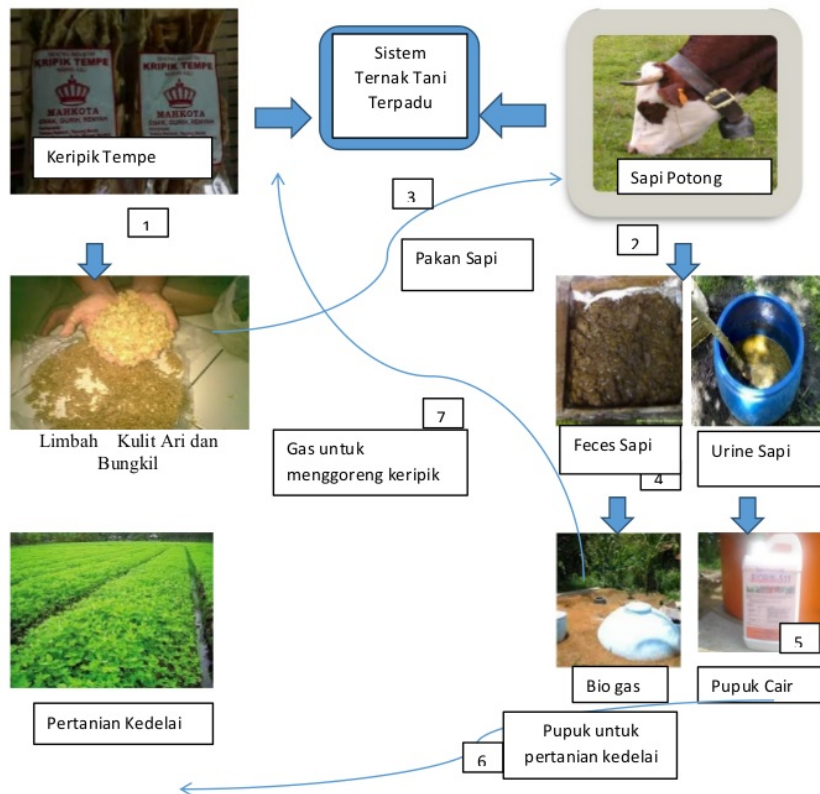 KRIPIK TEMPE
KRIPIK TEMPE
MAHKOTA
MAHKOTA
Keripik Tempe
Sistem
Ternak Tani
Terpadu
Sapi Potong
1
3
2
Pakan Sapi
Limbah Kulit Ari dan
Bungkil
7
Gas untuk
menggoreng keripik
Feces Sapi
Urine Sapi
4
5
Pertanian Kedelai
Bio gas
Pupuk Cair
6
Pupuk untuk
pertanian kedelai